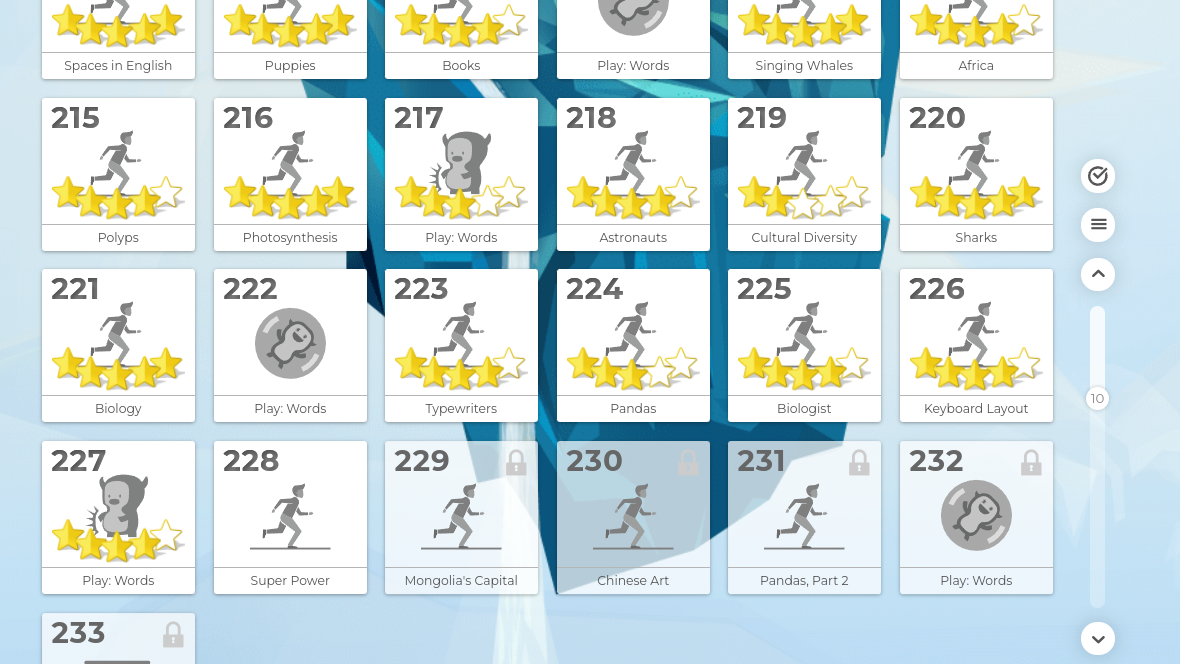 Spaces in English
Puppies
Books
Play: Words
Singing Whales
Africa
215
Polyps
216
Photosynthesis
217
Play: Words
218
Astronauts
219
Cultural Diversity
220
Sharks
221
Biology
222
Play: Words
223
Typewriters
224
Pandas
225
Biologist
226
Keyboard Layout
10
227
Play: Words
228
Super Power
229
Mongolia's Capital
230
Chinese Art
231
Pandas, Part 2
232
Play: Words
233